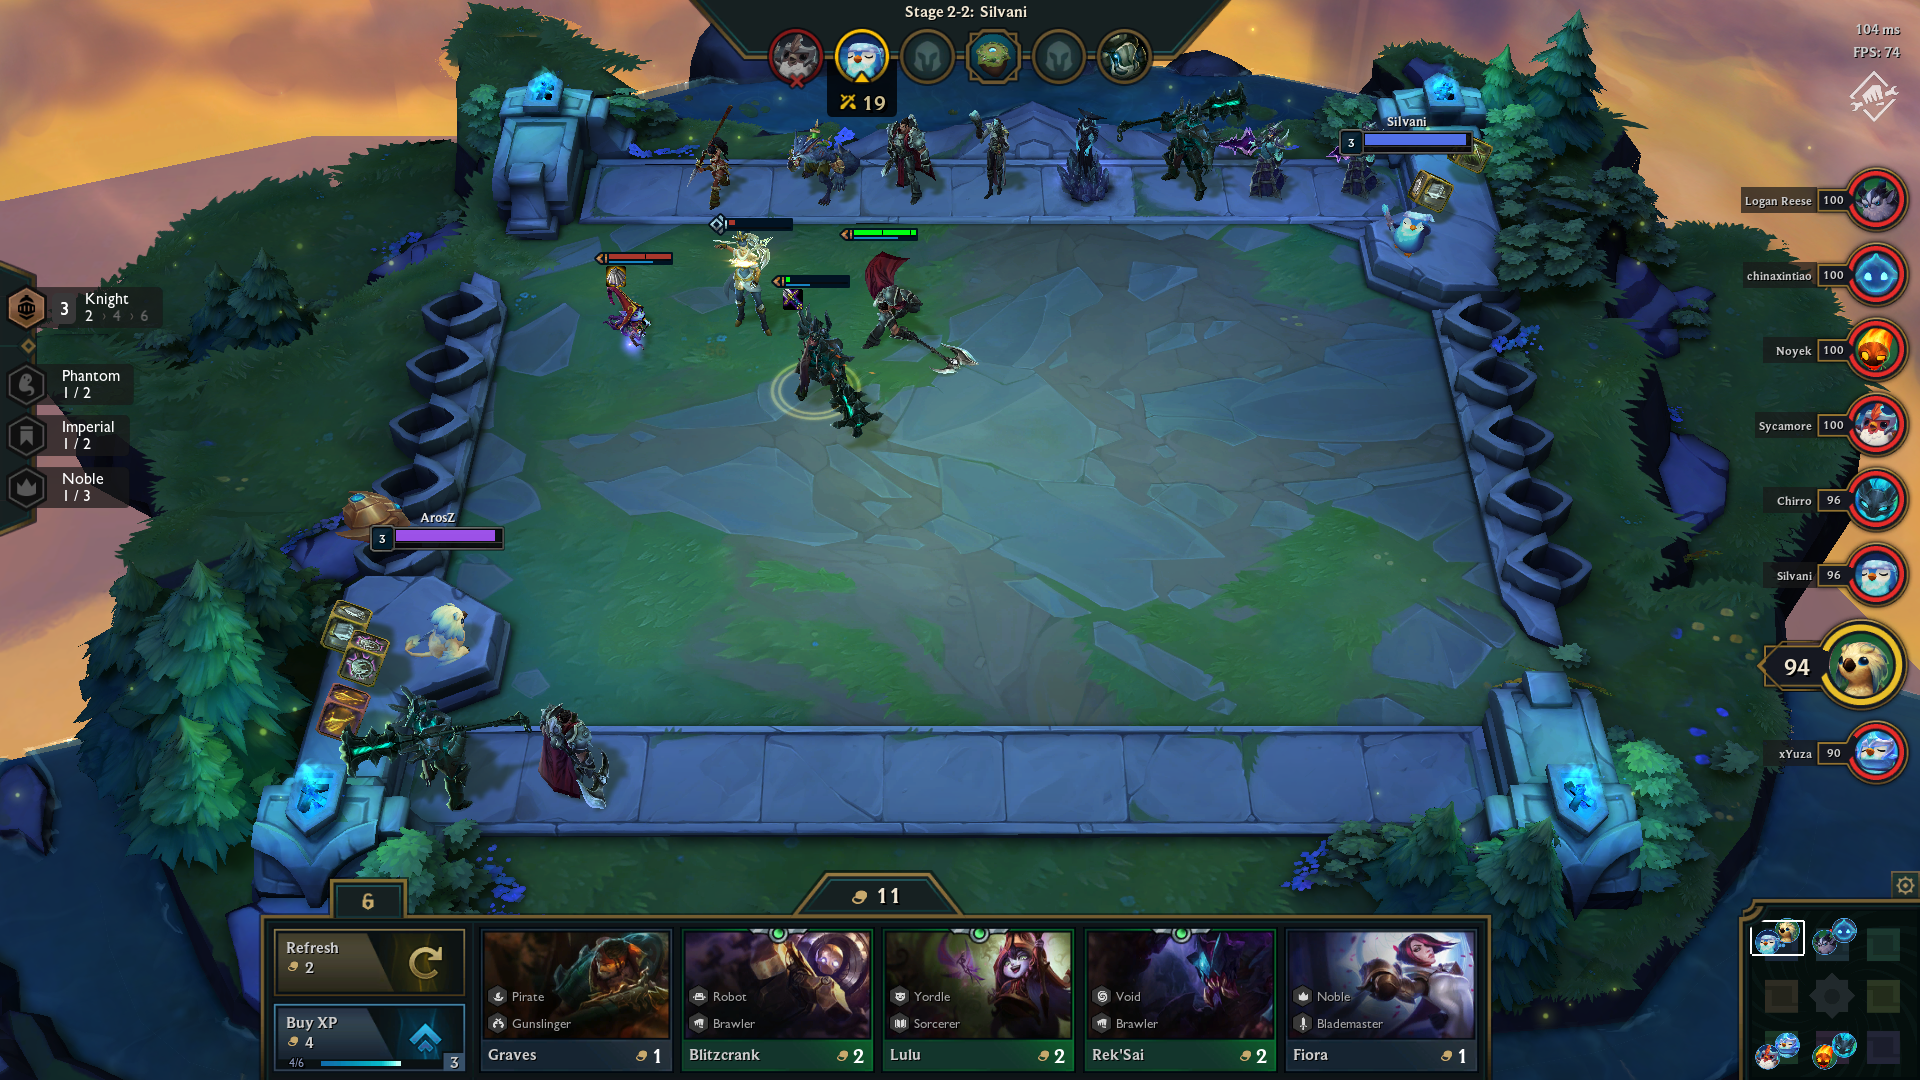 Stage 2-2: Silvani
104 ms
FPS: 74
19
Silvani
3
Logan Reese 100
chinaxintiao 100
Noyek 100
Sycamore 100
Chirro 96
Silvani 96
94
xYuza 90
3
Knight
2 › 4 › 6
Phantom
1 / 2
Imperial
1 / 2
Noble
1 / 3
ArosZ
3
6
11
Refresh
2
Buy XP
4
4/6
3
Pirate
Gunslinger
Graves 1
Robot
Brawler
Blitzcrank 2
Yordle
Sorcerer
Lulu 2
Void
Brawler
Rek'Sai 2
Noble
Blademaster
Fiora 1